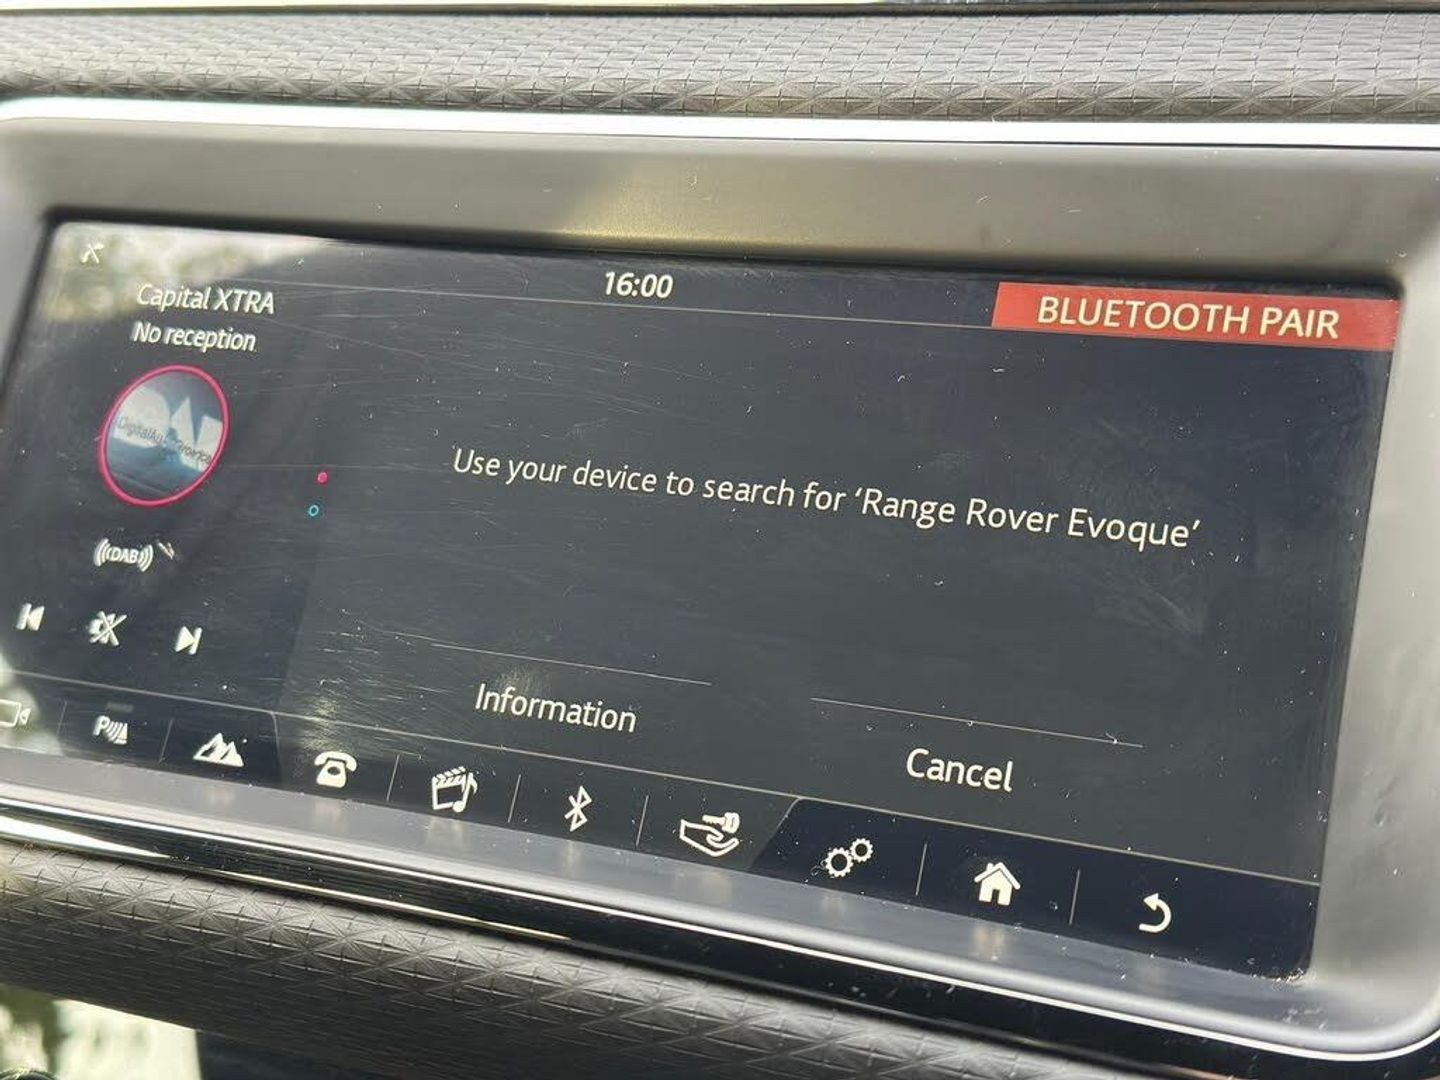 16:00
BLUETOOTH PAIR
Capital XTRA
No reception
Use your device to search for ‘Range Rover Evoque’
DAB
Information
Cancel